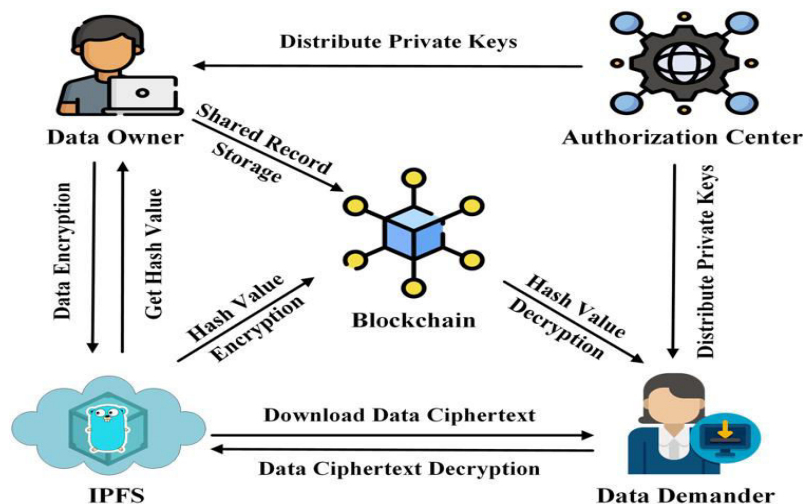 Distribute Private Keys
Data Owner
Authorization Center
Shared Record
Storage
Data Encryption
Get Hash Value
Distribute Private Keys
Hash Value
Encryption
Blockchain
Hash Value
Decryption
Download Data Ciphertext
Data Ciphertext Decryption
IPFS
Data Demander